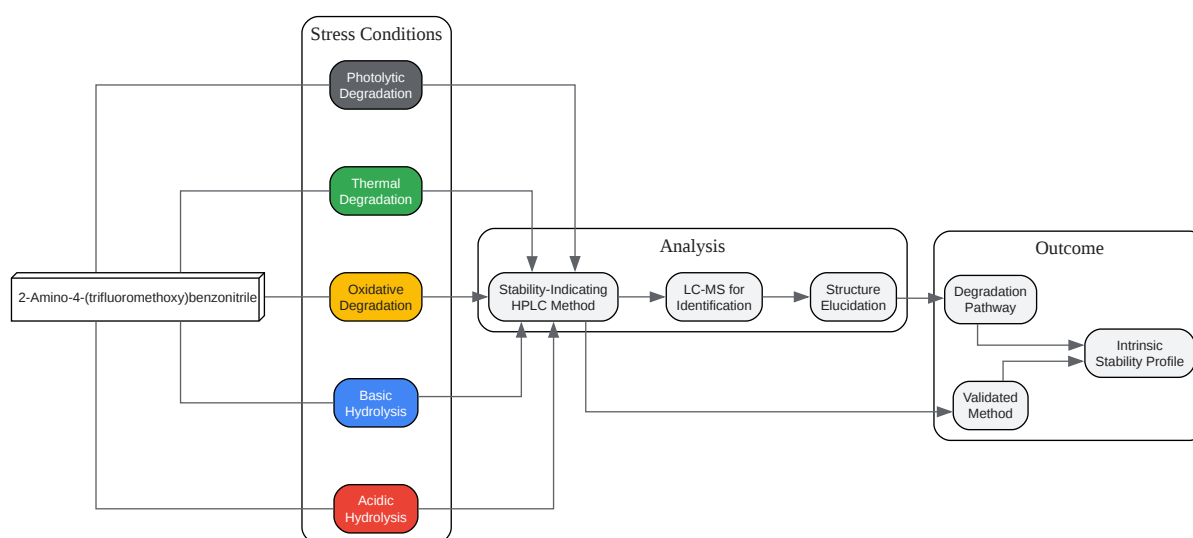 Stress Conditions
Photolytic
Degradation
Thermal
Degradation
2-Amino-4-(trifluoromethoxy)benzonitrile
Oxidative
Degradation
Basic
Hydrolysis
Acidic
Hydrolysis
Analysis
Stability-Indicating
HPLC Method
LC-MS for
Identification
Structure
Elucidation
Outcome
Degradation
Pathway
Intrinsic
Stability Profile
Validated
Method